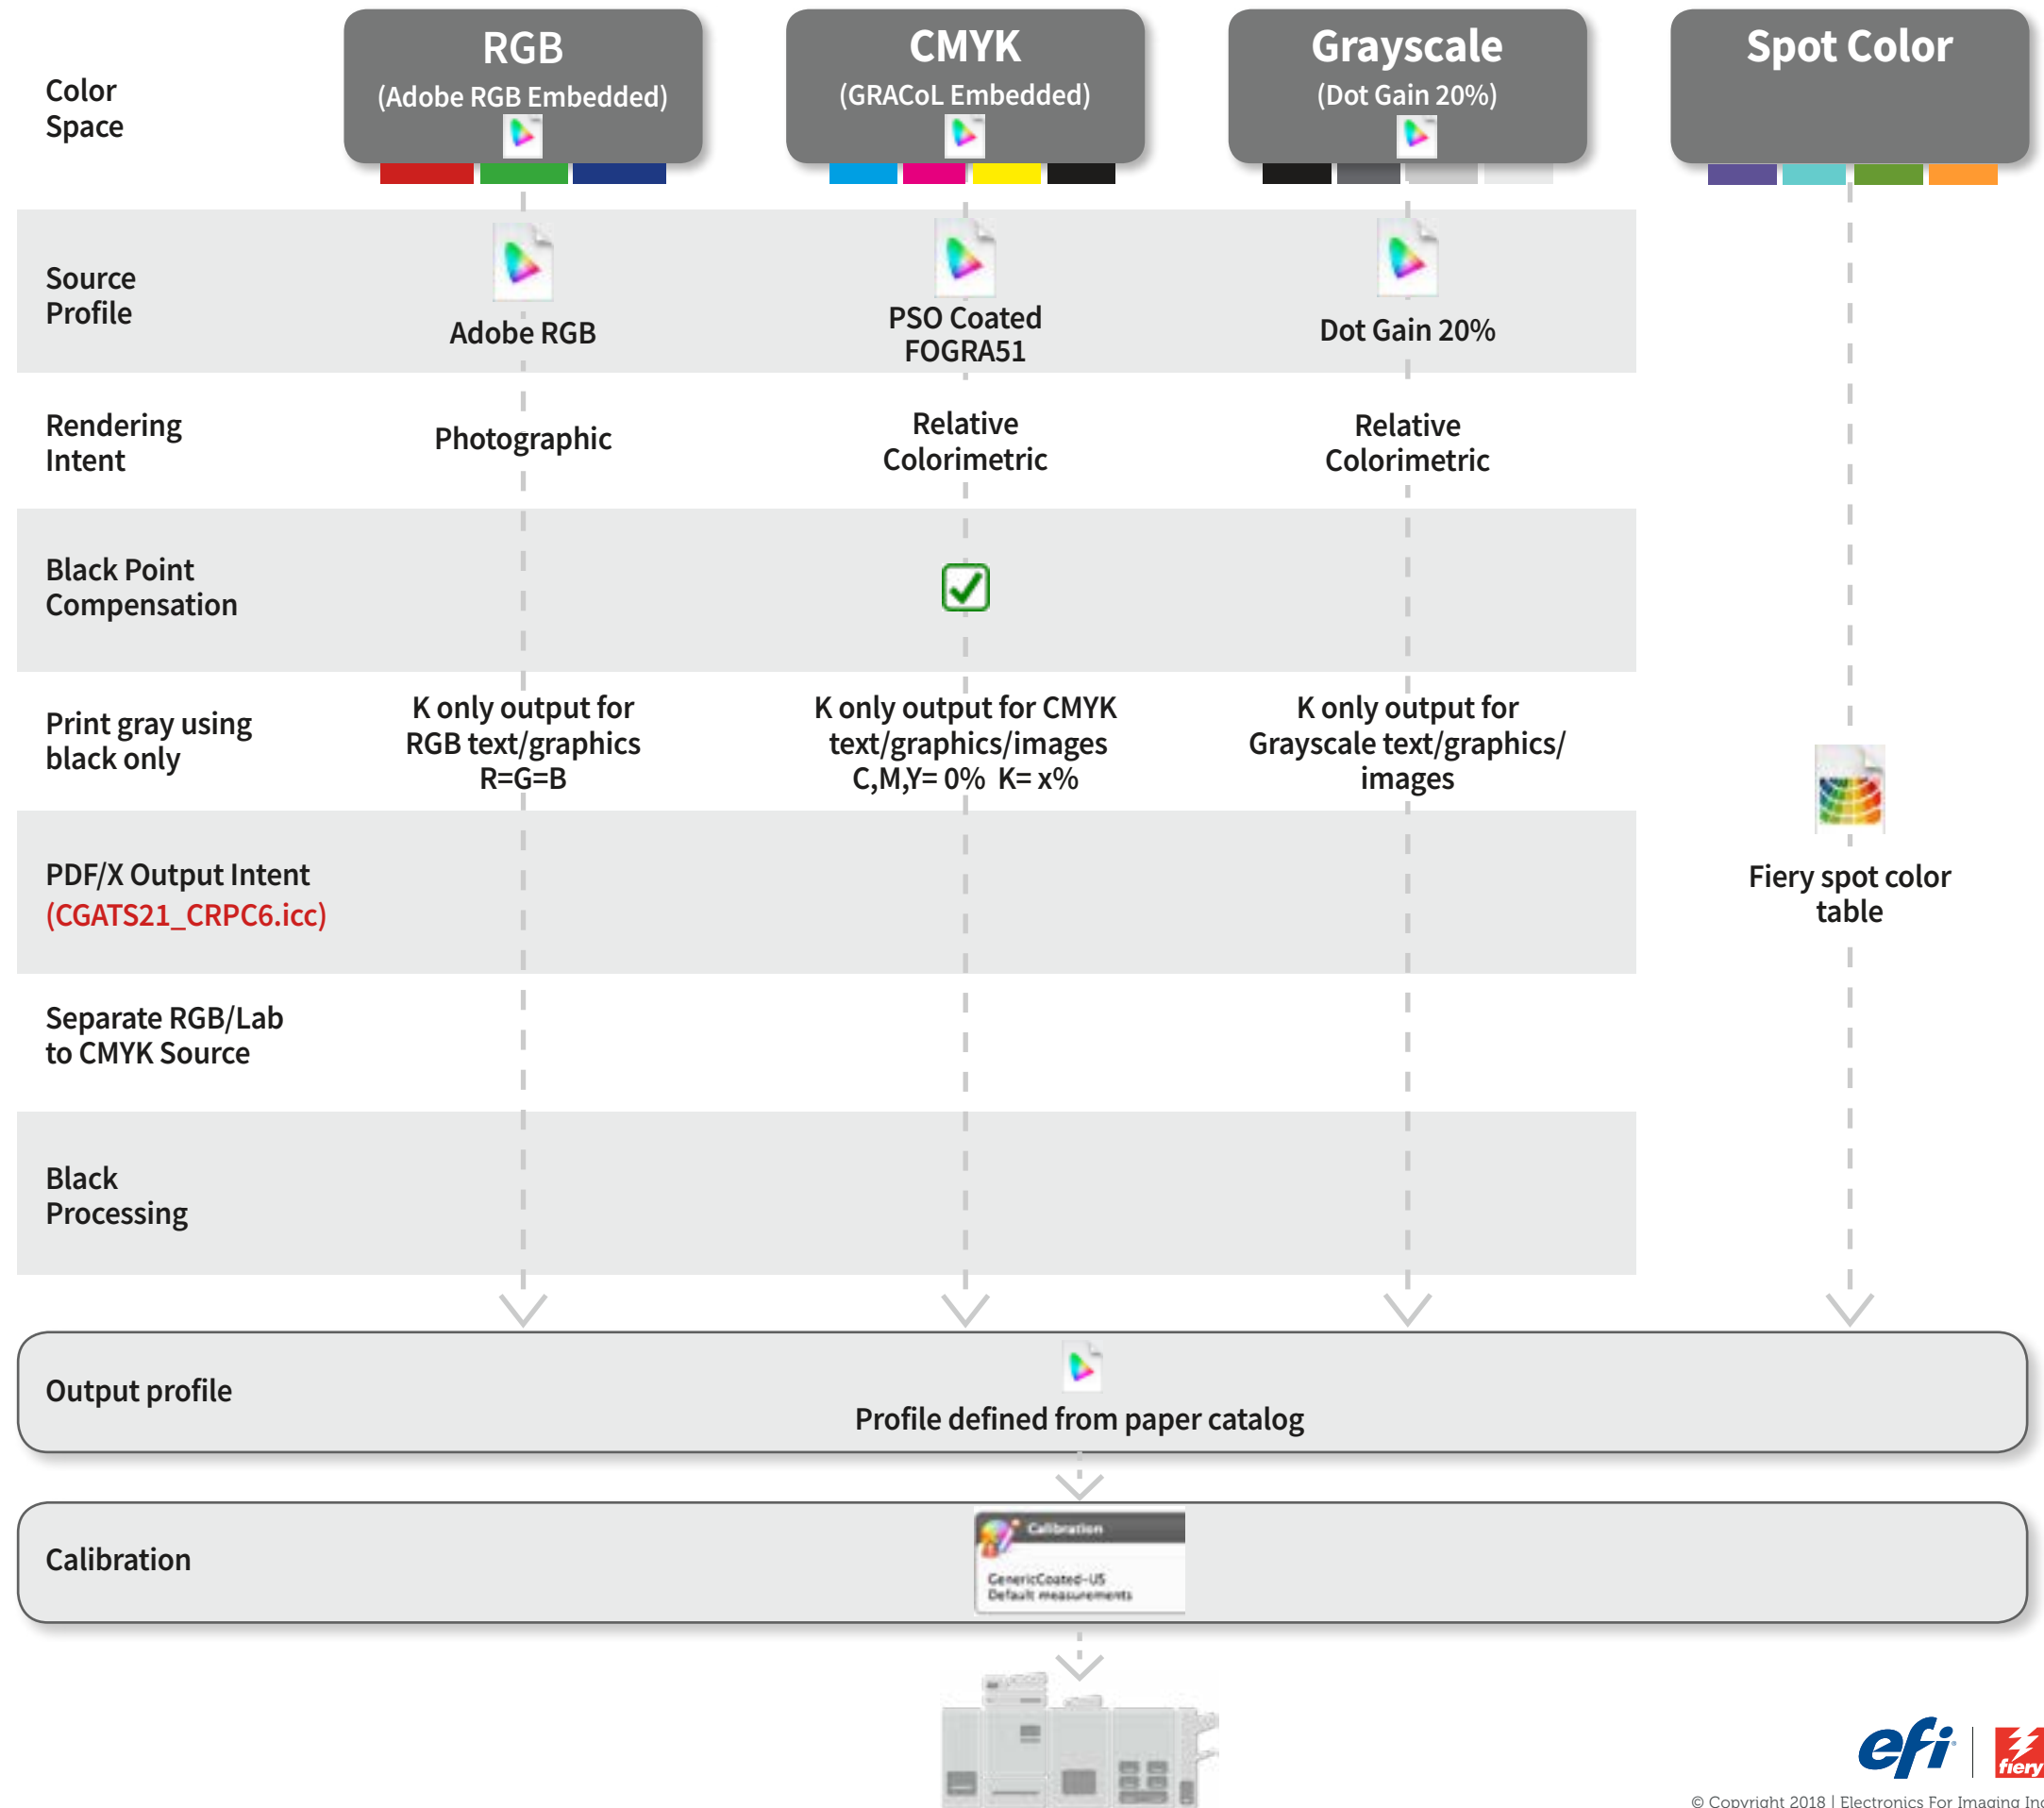 RGB
(Adobe RGB Embedded)
CMYK
(GRACoL Embedded)
Grayscale
(Dot Gain 20%)
Spot Color
Color
Space
Source
Profile
Adobe RGB
PSO Coated
FOGRA51
Dot Gain 20%
Rendering
Intent
Photographic
Relative
Colorimetric
Relative
Colorimetric
Black Point
Compensation
Print gray using
black only
K only output for
RGB text/graphics
R=G=B
K only output for CMYK
text/graphics/images
C,M,Y= 0% K= x%
K only output for
Grayscale text/graphics/
images
PDF/X Output Intent
(CGATS21_CRPC6.icc)
Fiery spot color
table
Separate RGB/Lab
to CMYK Source
Black
Processing
Output profile
Profile defined from paper catalog
Calibration
Calibration
GenericCoated-US
Default measurements
efi
fiery
© Copyright 2018 | Electronics For Imaging Inc